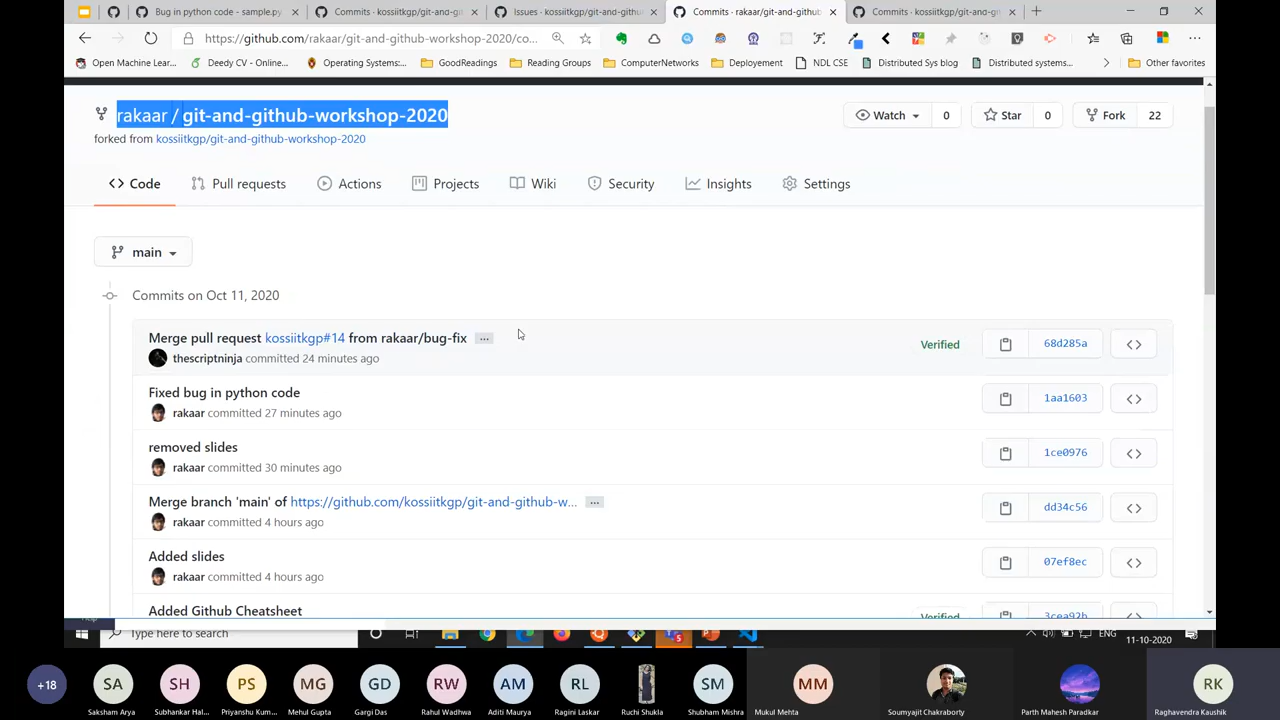 Bug in python code - sample.py
Commits · kossiitkgp/git-and-github
Issues · kossiitkgp/git-and-githu
Commits · rakaar/git-and-github-
Commits · kossiitkgp/git-and-git
https://github.com/rakaar/git-and-github-workshop-2020/co...
Open Machine Lear...
Deedy CV - Online...
Operating Systems:...
GoodReadings
Reading Groups
ComputerNetworks
Deployement
NDL CSE
Distributed Sys blog
Distributed systems...
Other favorites
rakaar / git-and-github-workshop-2020
Watch 0
Star 0
Fork 22
forked from kossiitkgp/git-and-github-workshop-2020
Code
Pull requests
Actions
Projects
Wiki
Security
Insights
Settings
main
Commits on Oct 11, 2020
Merge pull request kossiitkgp#14 from rakaar/bug-fix ...
thescriptninja committed 24 minutes ago
Verified
68d285a
Fixed bug in python code
rakaar committed 27 minutes ago
1aa1603
removed slides
rakaar committed 30 minutes ago
1ce0976
Merge branch 'main' of https://github.com/kossiitkgp/git-and-github-w... ...
rakaar committed 4 hours ago
dd34c56
Added slides
rakaar committed 4 hours ago
07ef8ec
Added Github Cheatsheet
Verified
3cea92b
Type here to search
ENG
11-10-2020
+18
SA
SH
PS
MG
GD
RW
AM
RL
SM
MM
RK
Saksham Arya
Subhankar Hal...
Priyanshu Kum...
Mehul Gupta
Gargi Das
Rahul Wadhwa
Aditi Maurya
Ragini Laskar
Ruchi Shukla
Shubham Mishra
Mukul Mehta
Soumyajit Chakraborty
Parth Mahesh Paradkar
Raghavendra Kaushik